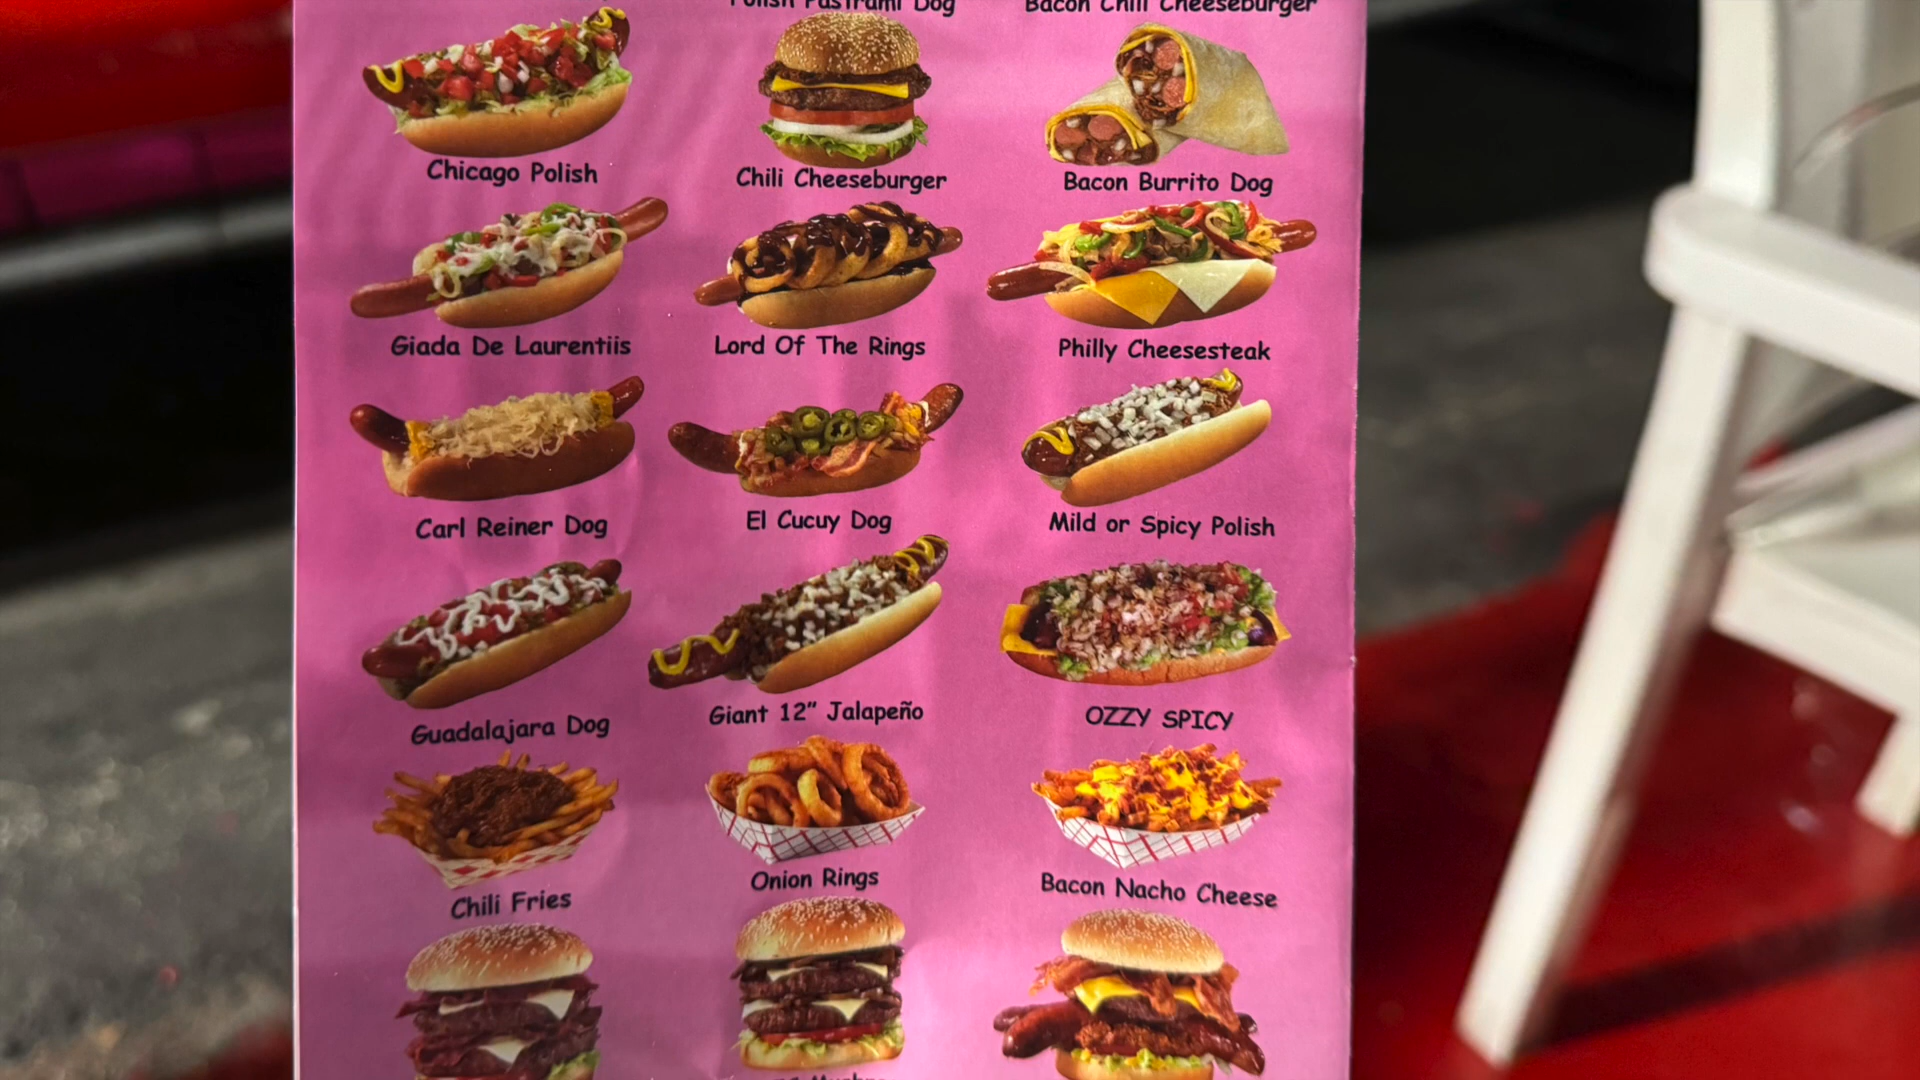 Polish Pastrami Dog
Bacon Chili Cheeseburger
Chicago Polish
Chili Cheeseburger
Bacon Burrito Dog
Giada De Laurentiis
Lord Of The Rings
Philly Cheesesteak
Carl Reiner Dog
El Cucuy Dog
Mild or Spicy Polish
Guadalajara Dog
Giant 12” Jalapeño
OZZY SPICY
Chili Fries
Onion Rings
Bacon Nacho Cheese